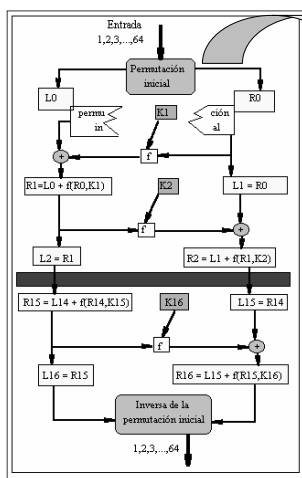 Entrada
1,2,3,...,64
Permutación
inicial
L0
R0
permu
in
K1
ción
al
+
f
R1=L0 + f(R0,K1)
K2
L1 = R0
f
+
L2 = R1
R2 = L1 + f(R1,K2)
R15 = L14 + f(R14,K15)
K16
L15 = R14
f
+
L16 = R15
R16 = L15 + f(R15,K16)
Inversa de la
permutación inicial
1,2,3,...,64